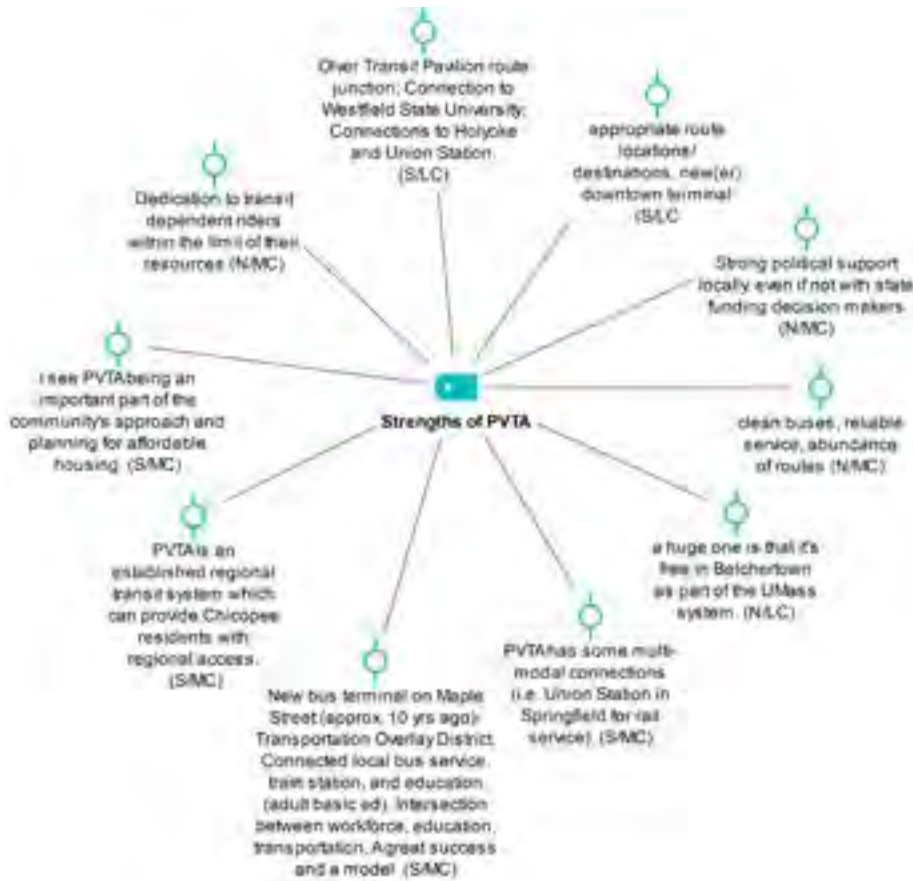 Olver Transit Pavilion route
junction; Connection to
Westfield State University;
Connections to Holyoke
and Union Station.
(S/LC)
appropriate route
locations/
destinations, new(er)
downtown terminal
(S/LC
Dedication to transit
dependent riders
within the limit of their
resources (N/MC)
Strong political support
locally even if not with state
funding decision makers
(N/MC)
I see PVTA being an
important part of the
community's approach and
planning for affordable
housing. (S/MC)
Strengths of PVTA
clean buses, reliable
service, abundance
of routes (N/MC)
PVTA is an
established regional
transit system which
can provide Chicopee
residents with
regional access.
(S/MC)
a huge one is that it's
free in Belchertown
as part of the UMass
system. (N/LC)
PVTA has some multi-
modal connections
(i.e. Union Station in
Springfield for rail
service). (S/MC)
New bus terminal on Maple
Street (approx. 10 yrs ago)
Transportation Overlay District.
Connected local bus service,
train station, and education
(adult basic ed). Intersection
between workforce, education,
transportation. A great success
and a model. (S/MC)